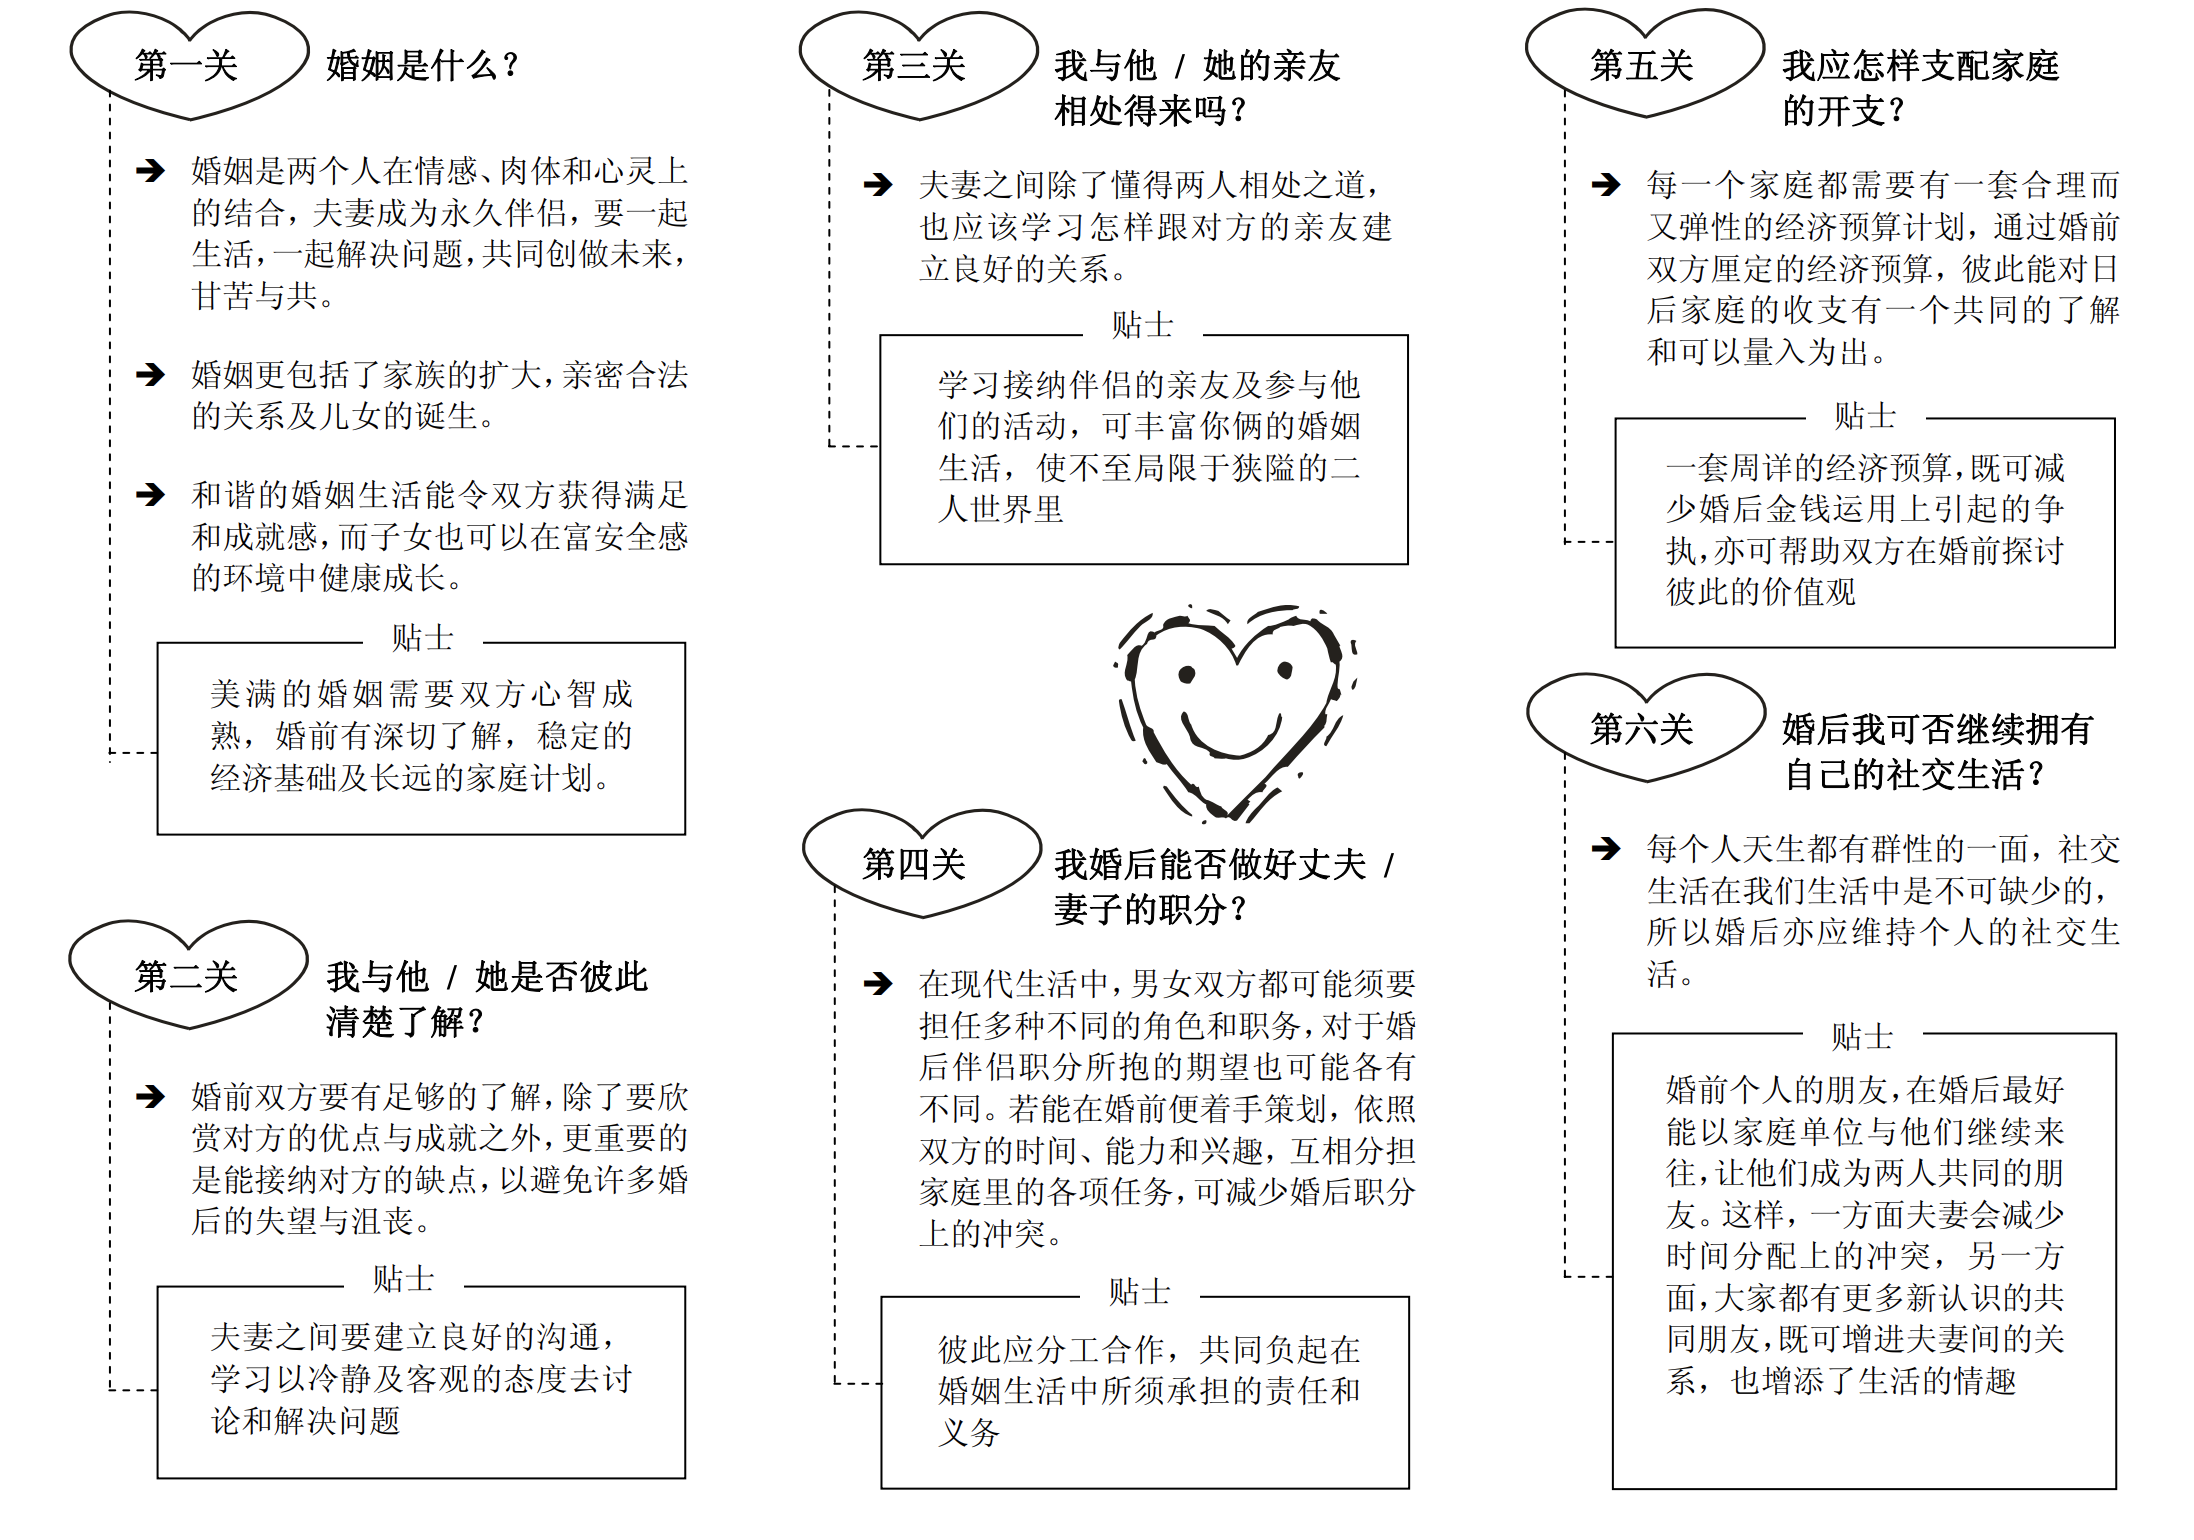 第一关
婚姻是什么？
婚姻是两个人在情感、肉体和心灵上
的结合，夫妻成为永久伴侣，要一起
生活，一起解决问题，共同创做未来，
甘苦与共。
婚姻更包括了家族的扩大，亲密合法
的关系及儿女的诞生。
和谐的婚姻生活能令双方获得满足
和成就感，而子女也可以在富安全感
的环境中健康成长。
贴士
美满的婚姻需要双方心智成
熟，婚前有深切了解，稳定的
经济基础及长远的家庭计划。
第二关
我与他 / 她是否彼此
清楚了解？
婚前双方要有足够的了解，除了要欣
赏对方的优点与成就之外，更重要的
是能接纳对方的缺点，以避免许多婚
后的失望与沮丧。
贴士
夫妻之间要建立良好的沟通，
学习以冷静及客观的态度去讨
论和解决问题
第三关
我与他 / 她的亲友
相处得来吗？
夫妻之间除了懂得两人相处之道，
也应该学习怎样跟对方的亲友建
立良好的关系。
贴士
学习接纳伴侣的亲友及参与他
们的活动，可丰富你俩的婚姻
生活，使不至局限于狭隘的二
人世界里
第四关
我婚后能否做好丈夫 /
妻子的职分？
在现代生活中，男女双方都可能须要
担任多种不同的角色和职务，对于婚
后伴侣职分所抱的期望也可能各有
不同。若能在婚前便着手策划，依照
双方的时间、能力和兴趣，互相分担
家庭里的各项任务，可减少婚后职分
上的冲突。
贴士
彼此应分工合作，共同负起在
婚姻生活中所须承担的责任和
义务
第五关
我应怎样支配家庭
的开支？
每一个家庭都需要有一套合理而
又弹性的经济预算计划，通过婚前
双方厘定的经济预算，彼此能对日
后家庭的收支有一个共同的了解
和可以量入为出。
贴士
一套周详的经济预算，既可减
少婚后金钱运用上引起的争
执，亦可帮助双方在婚前探讨
彼此的价值观
第六关
婚后我可否继续拥有
自己的社交生活？
每个人天生都有群性的一面，社交
生活在我们生活中是不可缺少的，
所以婚后亦应维持个人的社交生
活。
贴士
婚前个人的朋友，在婚后最好
能以家庭单位与他们继续来
往，让他们成为两人共同的朋
友。这样，一方面夫妻会减少
时间分配上的冲突，另一方
面，大家都有更多新认识的共
同朋友，既可增进夫妻间的关
系，也增添了生活的情趣